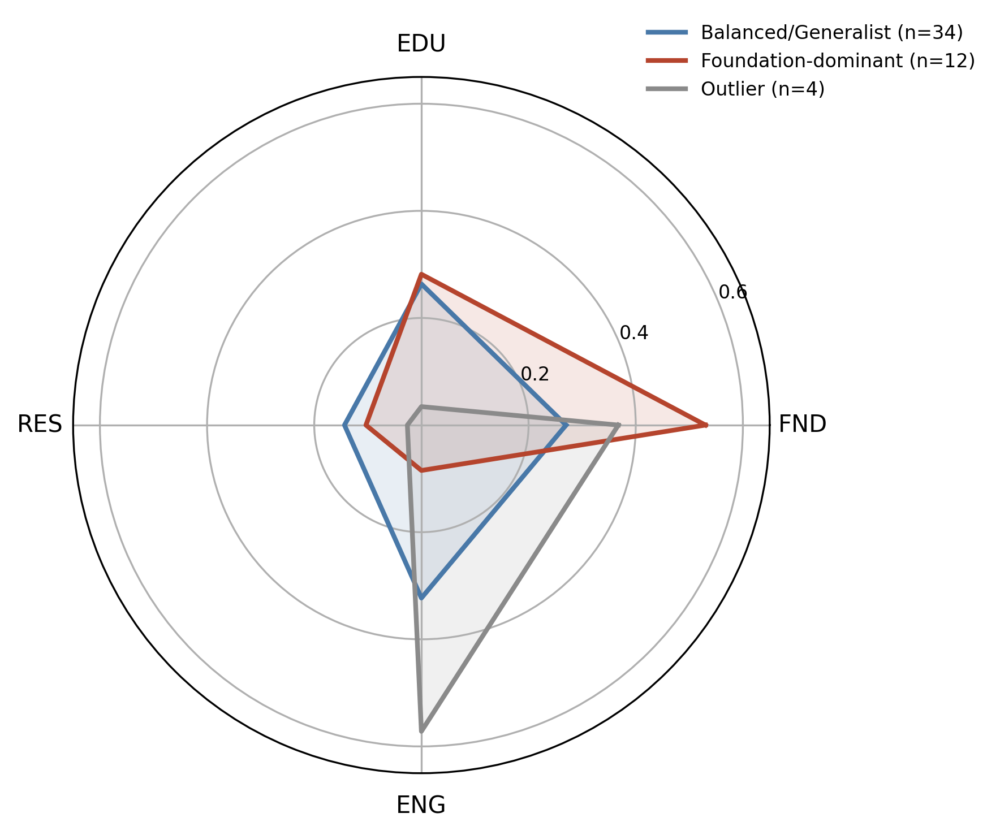 Balanced/Generalist (n=34)
Foundation-dominant (n=12)
Outlier (n=4)
EDU
0.6
0.4
0.2
RES
FND
ENG